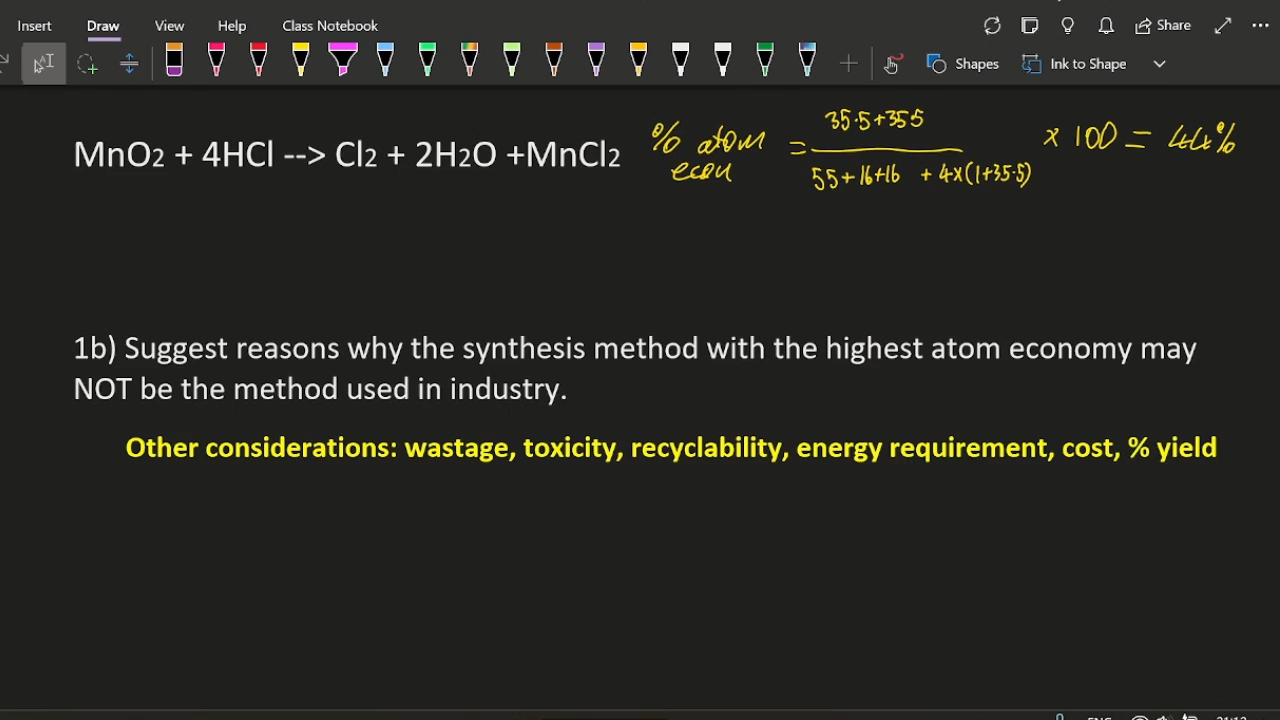 Insert Draw View Help Class Notebook Share
Shapes Ink to Shape
MnO2 + 4HCl --> Cl2 + 2H2O +MnCl2
% atom econ = 35.5+35.5 / 55+16+16 + 4x(1+35.5) x 100 = 44%
1b) Suggest reasons why the synthesis method with the highest atom economy may
NOT be the method used in industry.
Other considerations: wastage, toxicity, recyclability, energy requirement, cost, % yield